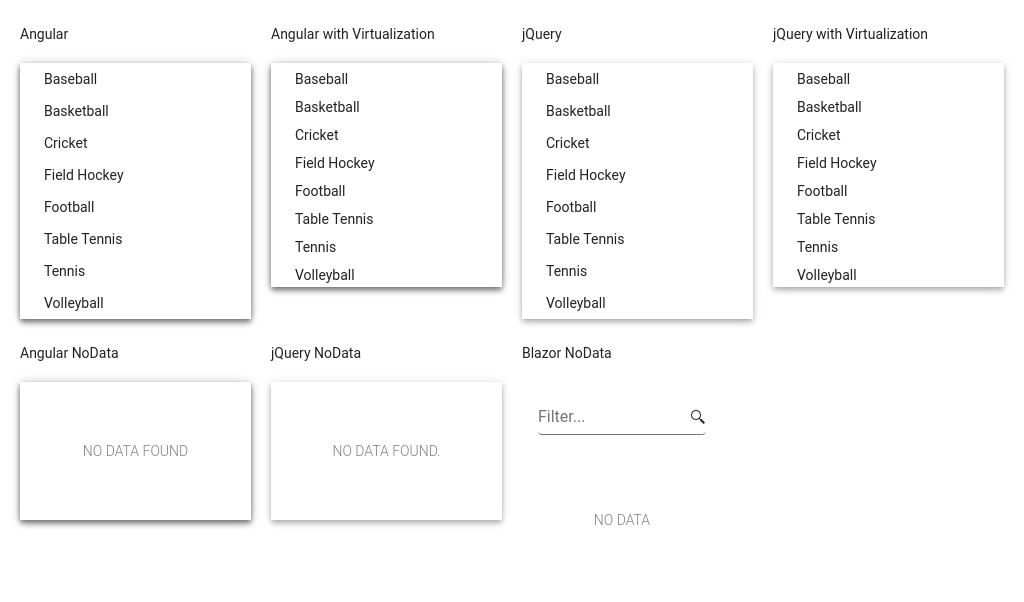 Angular
Baseball
Basketball
Cricket
Field Hockey
Football
Table Tennis
Tennis
Volleyball
Angular with Virtualization
Baseball
Basketball
Cricket
Field Hockey
Football
Table Tennis
Tennis
Volleyball
jQuery
Baseball
Basketball
Cricket
Field Hockey
Football
Table Tennis
Tennis
Volleyball
jQuery with Virtualization
Baseball
Basketball
Cricket
Field Hockey
Football
Table Tennis
Tennis
Volleyball
Angular NoData
NO DATA FOUND
jQuery NoData
NO DATA FOUND.
Blazor NoData
Filter...
NO DATA